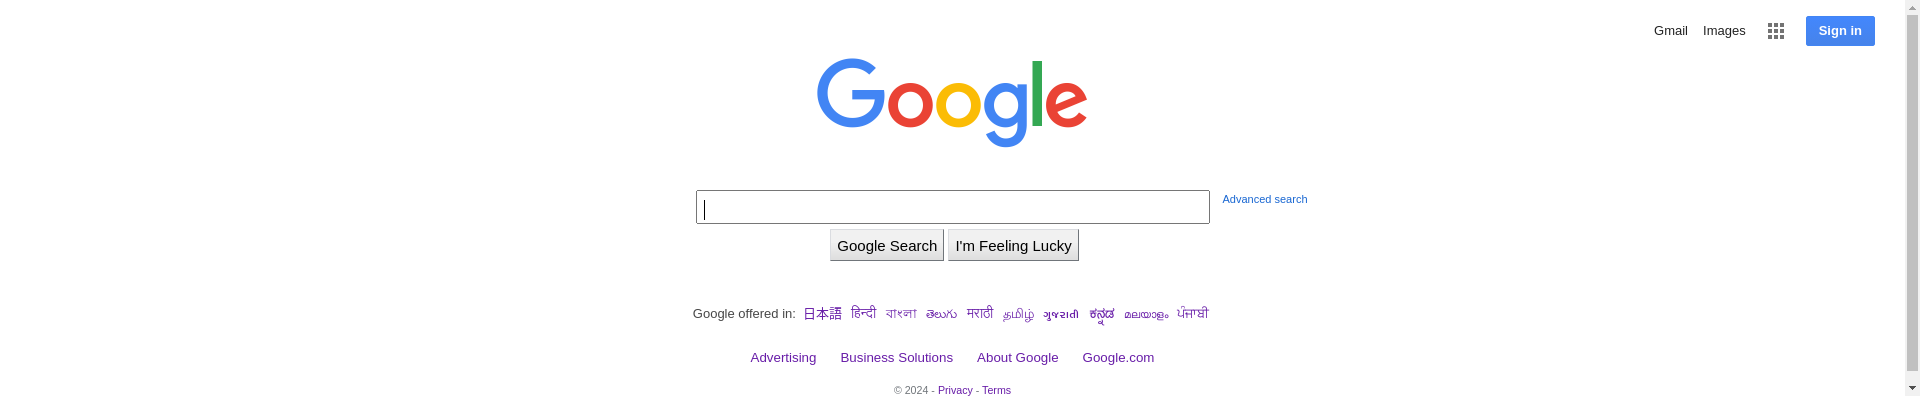 Gmail Images Sign in
Google
Advanced search
Google Search I'm Feeling Lucky
Google offered in: 日本語 हिन्दी বাংলা తెలుగు मराठी தமிழ் ગુજરાતી ಕನ್ನಡ മലയാളം ਪੰਜਾਬੀ
Advertising Business Solutions About Google Google.com
© 2024 - Privacy - Terms